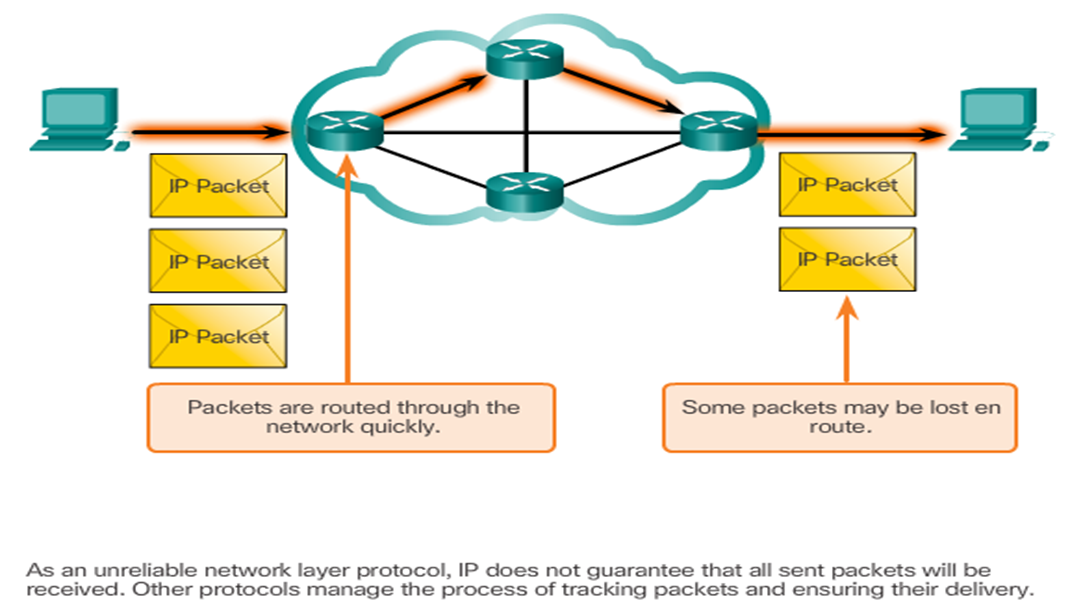 IP Packet
IP Packet
IP Packet
IP Packet
IP Packet
Packets are routed through the
network quickly.
Some packets may be lost en
route.
As an unreliable network layer protocol, IP does not guarantee that all sent packets will be
received. Other protocols manage the process of tracking packets and ensuring their delivery.